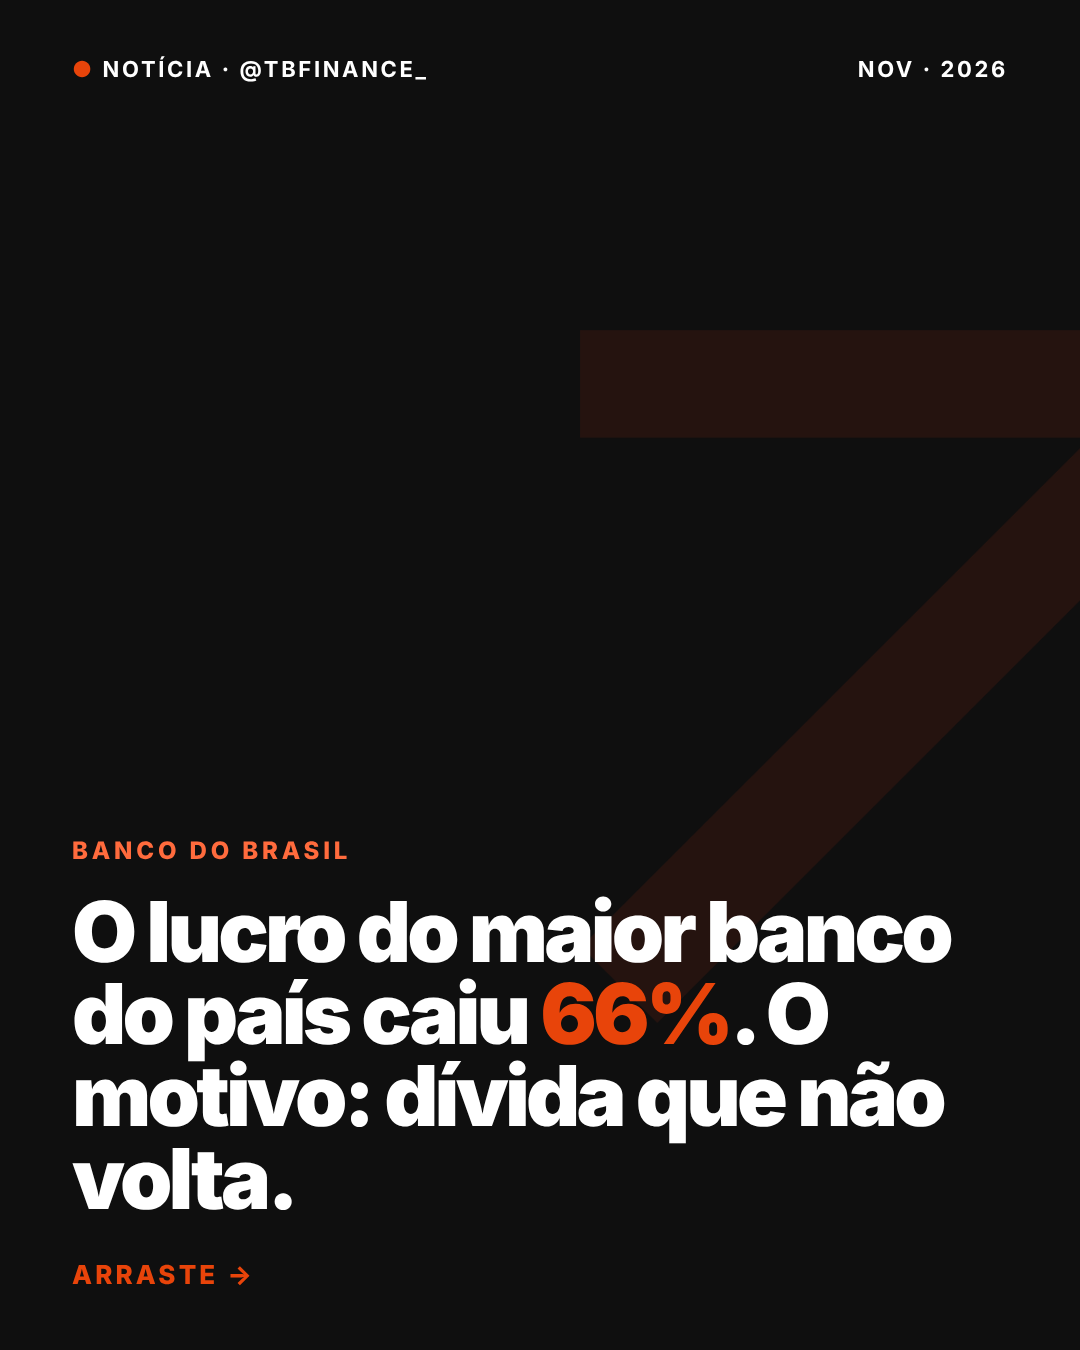 NOTÍCIA · @TBFINANCE_
NOV · 2026
BANCO DO BRASIL
O lucro do maior banco
do país caiu 66%. O
motivo: dívida que não
volta.
ARRASTE →